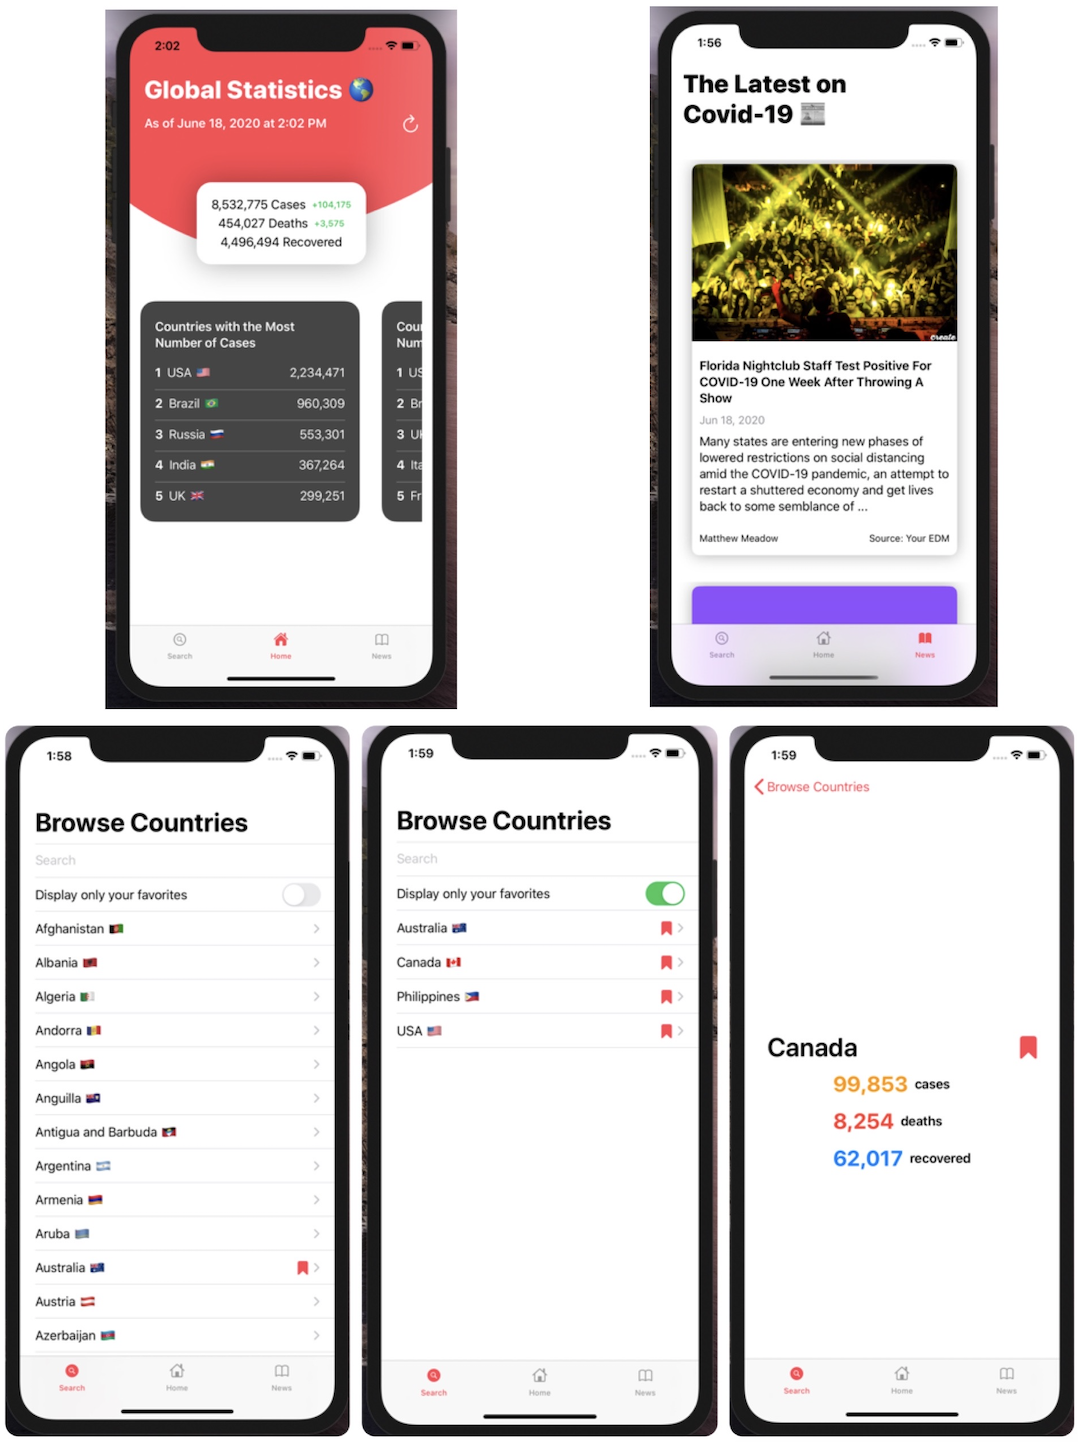 2:02
Global Statistics 🌎
As of June 18, 2020 at 2:02 PM
8,532,775 Cases +104,175
454,027 Deaths +3,575
4,496,494 Recovered
Countries with the Most
Number of Cases
1 USA 🇺🇸 2,234,471
2 Brazil 🇧🇷 960,309
3 Russia 🇷🇺 553,301
4 India 🇮🇳 367,264
5 UK 🇬🇧 299,251
Cou
Num
1 US
2 Br
3 UK
4 Ita
5 Fr
Search Home News
1:56
The Latest on
Covid-19 📰
create
Florida Nightclub Staff Test Positive For
COVID-19 One Week After Throwing A
Show
Jun 18, 2020
Many states are entering new phases of
lowered restrictions on social distancing
amid the COVID-19 pandemic, an attempt to
restart a shuttered economy and get lives
back to some semblance of ...
Matthew Meadow Source: Your EDM
Search Home News
1:58
Browse Countries
Search
Display only your favorites
Afghanistan 🇦🇫
Albania 🇦🇱
Algeria 🇩🇿
Andorra 🇦🇩
Angola 🇦🇴
Anguilla 🇦🇮
Antigua and Barbuda 🇦🇬
Argentina 🇦🇷
Armenia 🇦🇲
Aruba 🇦🇼
Australia 🇦🇺
Austria 🇦🇹
Azerbaijan 🇦🇿
Search Home News
1:59
Browse Countries
Search
Display only your favorites
Australia 🇦🇺
Canada 🇨🇦
Philippines 🇵🇭
USA 🇺🇸
Search Home News
1:59
Browse Countries
Canada
99,853 cases
8,254 deaths
62,017 recovered
Search Home News